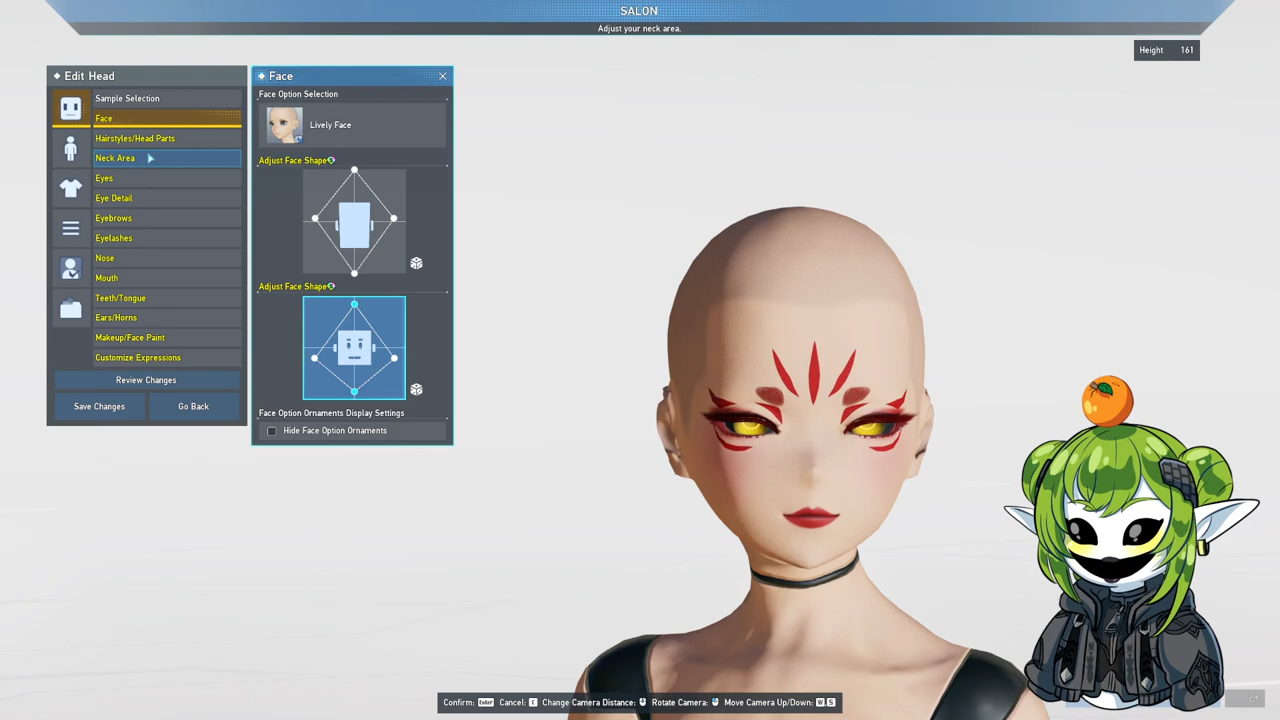 SALON
Adjust your neck area.
Height 161
Edit Head
Sample Selection
Face
Hairstyles/Head Parts
Neck Area
Eyes
Eye Detail
Eyebrows
Eyelashes
Nose
Mouth
Teeth/Tongue
Ears/Horns
Makeup/Face Paint
Customize Expressions
Review Changes
Save Changes
Go Back
Face
Face Option Selection
Lively Face
Adjust Face Shape
Adjust Face Shape
Face Option Ornaments Display Settings
Hide Face Option Ornaments
Confirm: Enter Cancel: E Change Camera Distance: Rotate Camera: Move Camera Up/Down: W S